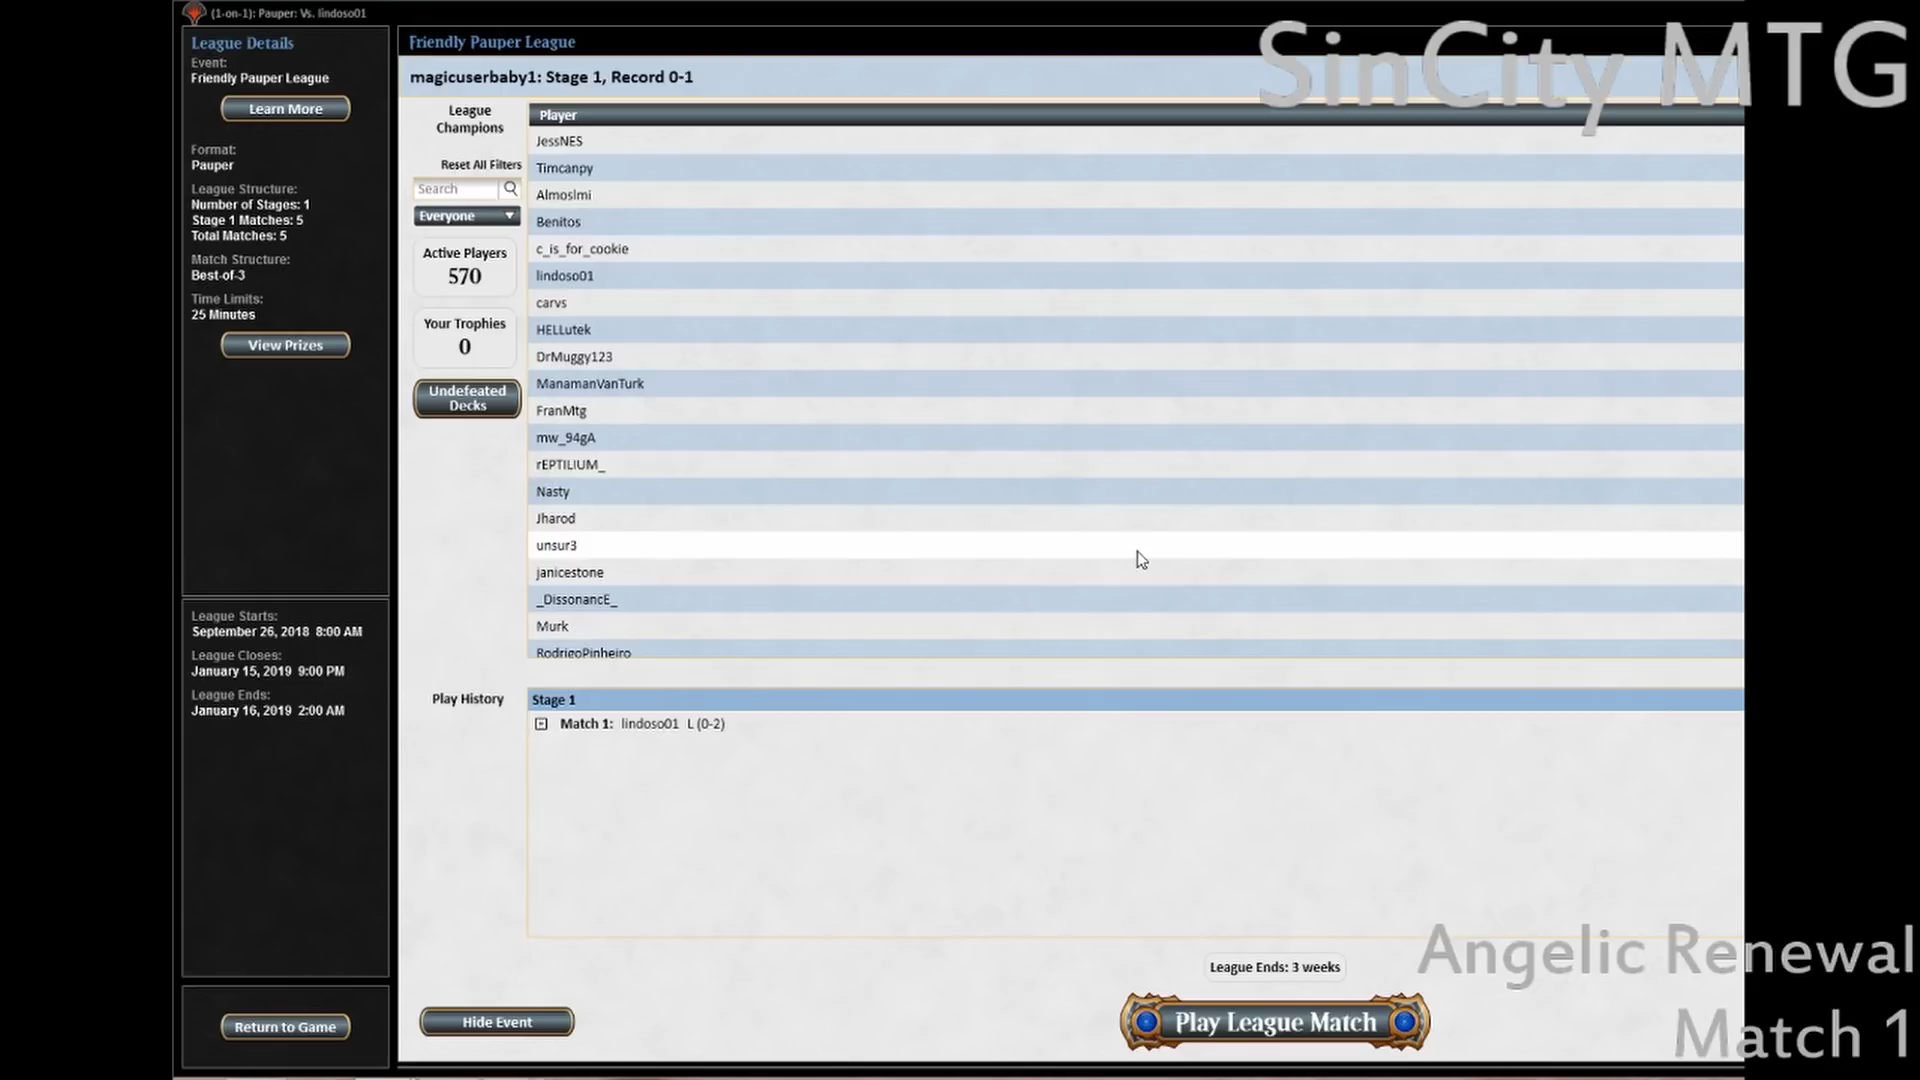 (1-on-1): Pauper: Vs. lindoso01
SinCity MTG
League Details
Event:
Friendly Pauper League
Learn More
Format:
Pauper
League Structure:
Number of Stages: 1
Stage 1 Matches: 5
Total Matches: 5
Match Structure:
Best-of-3
Time Limits:
25 Minutes
View Prizes
League Starts:
September 26, 2018 8:00 AM
League Closes:
January 15, 2019 9:00 PM
League Ends:
January 16, 2019 2:00 AM
Return to Game
Friendly Pauper League
magicuserbaby1: Stage 1, Record 0-1
League
Champions
Reset All Filters
Search
Everyone
Active Players
570
Your Trophies
0
Undefeated
Decks
Player
JessNES
Timcanpy
AlmosImi
Benitos
c_is_for_cookie
lindoso01
carvs
HELLutek
DrMuggy123
ManamanVanTurk
FranMtg
mw_94gA
rEPTILIUM_
Nasty
Jharod
unsur3
janicestone
_DissonancE_
Murk
RodrigoPinheiro
Play History
Stage 1
Match 1: lindoso01 L (0-2)
League Ends: 3 weeks
Hide Event
Play League Match
Angelic Renewal
Match 1